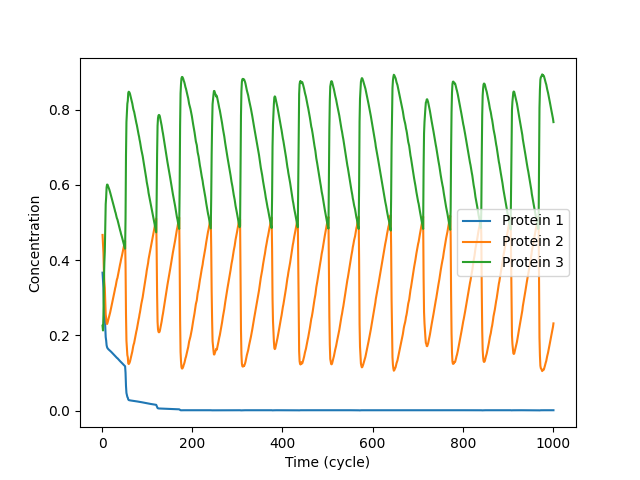 0.8
0.6
0.4
0.2
0.0
Concentration
Protein 1
Protein 2
Protein 3
0 200 400 600 800 1000
Time (cycle)